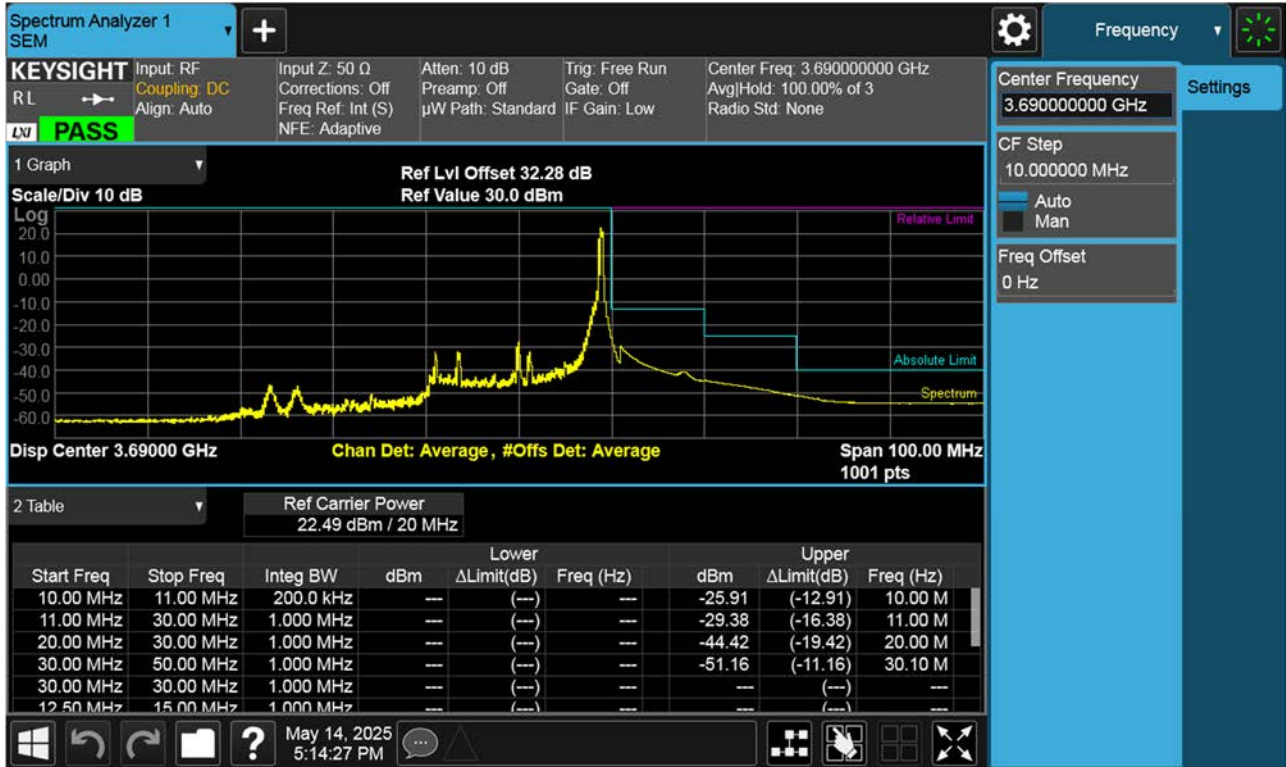 Spectrum Analyzer 1
SEM
+
Frequency
KEYSIGHT
RL
LXI PASS
Input: RF
Coupling: DC
Align: Auto
Input Z: 50 Ω
Corrections: Off
Freq Ref: Int (S)
NFE: Adaptive
Atten: 10 dB
Preamp: Off
µW Path: Standard
Trig: Free Run
Gate: Off
IF Gain: Low
Center Freq: 3.690000000 GHz
Avg|Hold: 100.00% of 3
Radio Std: None
Center Frequency
3.690000000 GHz
Settings
CF Step
10.000000 MHz
Auto
Man
Freq Offset
0 Hz
1 Graph
Scale/Div 10 dB
Ref Lvl Offset 32.28 dB
Ref Value 30.0 dBm
Log
20.0
10.0
0.00
-10.0
-20.0
-30.0
-40.0
-50.0
-60.0
Relative Limit
Absolute Limit
Spectrum
Disp Center 3.69000 GHz
Chan Det: Average, #Offs Det: Average
Span 100.00 MHz
1001 pts
2 Table
Ref Carrier Power
22.49 dBm / 20 MHz
Lower Upper
Start Freq Stop Freq Integ BW dBm ΔLimit(dB) Freq (Hz) dBm ΔLimit(dB) Freq (Hz)
10.00 MHz 11.00 MHz 200.0 kHz --- (---) --- -25.91 (-12.91) 10.00 M
11.00 MHz 30.00 MHz 1.000 MHz --- (---) --- -29.38 (-16.38) 11.00 M
20.00 MHz 30.00 MHz 1.000 MHz --- (---) --- -44.42 (-19.42) 20.00 M
30.00 MHz 50.00 MHz 1.000 MHz --- (---) --- -51.16 (-11.16) 30.10 M
30.00 MHz 30.00 MHz 1.000 MHz --- (---) --- --- (---) ---
12.50 MHz 15.00 MHz 1.000 MHz --- (---) --- --- (---) ---
?
May 14, 2025
5:14:27 PM